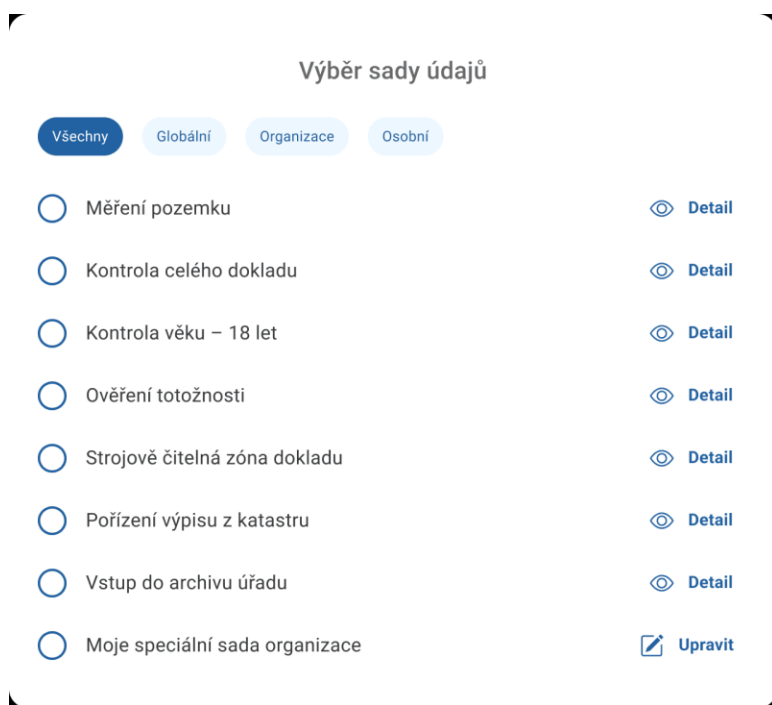 Výběr sady údajů
Všechny Globální Organizace Osobní
Měření pozemku Detail
Kontrola celého dokladu Detail
Kontrola věku – 18 let Detail
Ověření totožnosti Detail
Strojově čitelná zóna dokladu Detail
Pořízení výpisu z katastru Detail
Vstup do archivu úřadu Detail
Moje speciální sada organizace Upravit